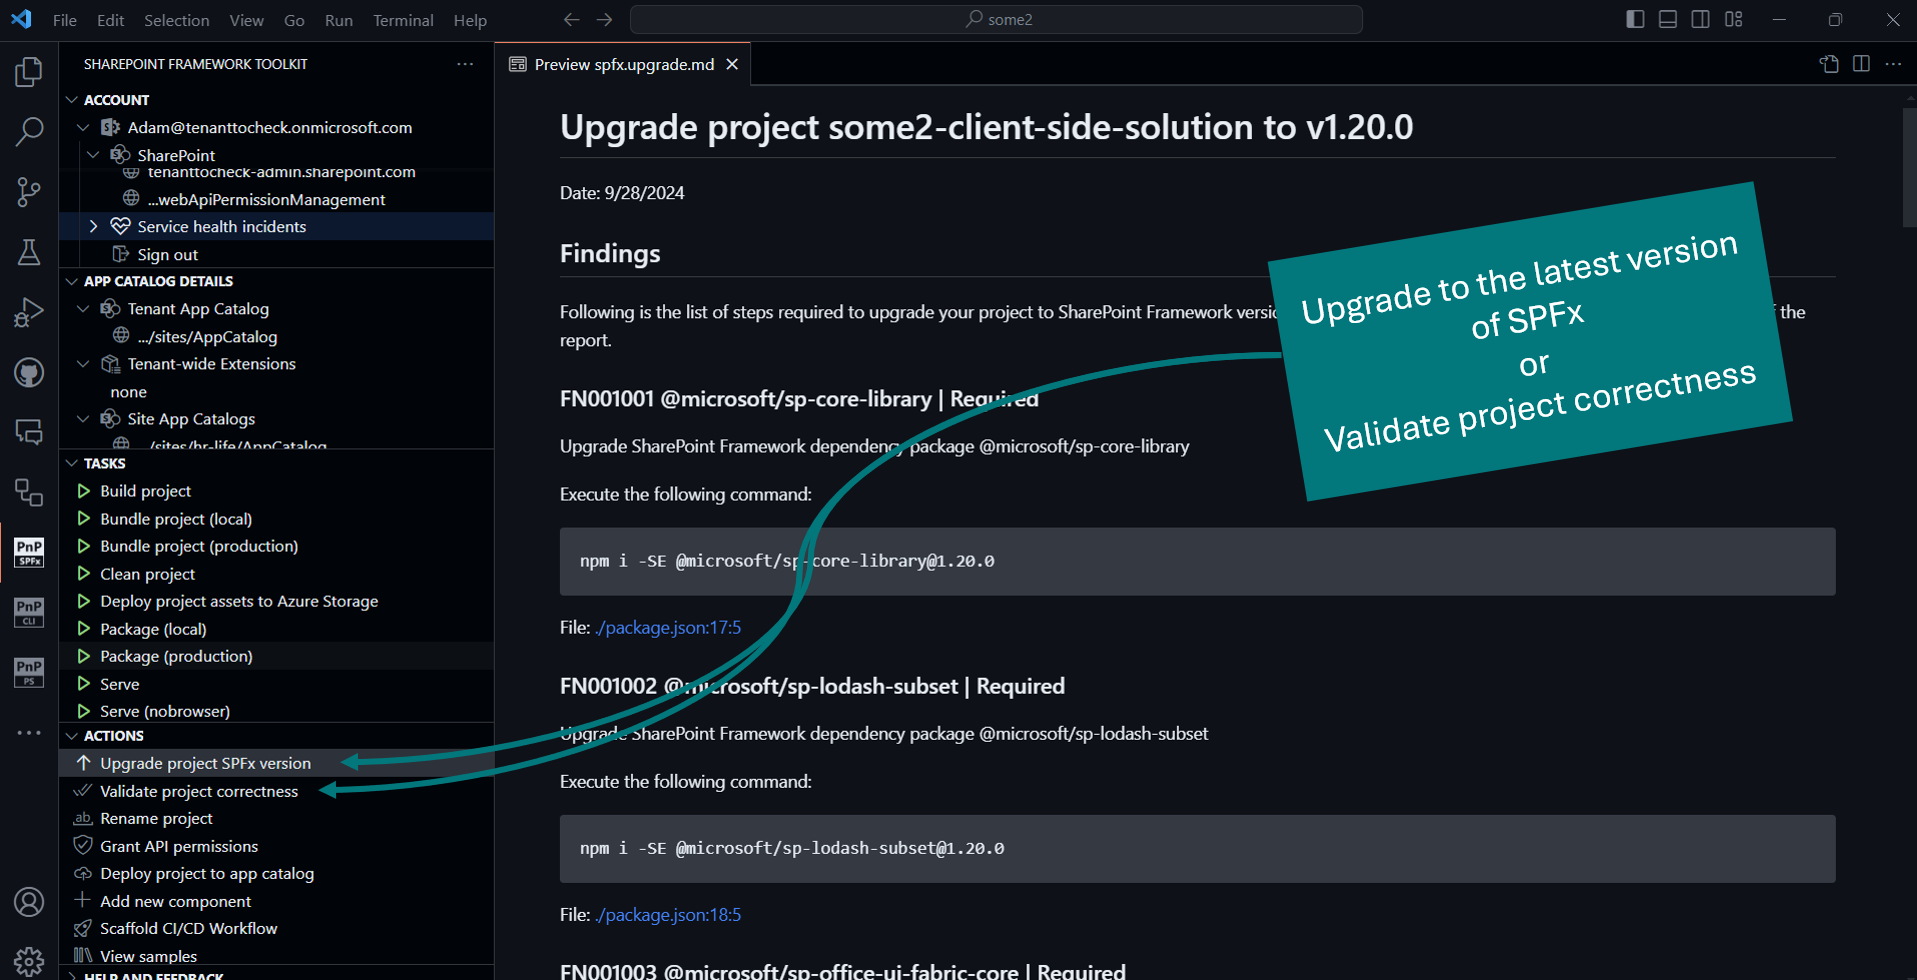 File Edit Selection View Go Run Terminal Help
some2
SHAREPOINT FRAMEWORK TOOLKIT
ACCOUNT
Adam@tenanttocheck.onmicrosoft.com
SharePoint
tenanttocheck-admin.sharepoint.com
...webApiPermissionManagement
Service health incidents
Sign out
APP CATALOG DETAILS
Tenant App Catalog
.../sites/AppCatalog
Tenant-wide Extensions
none
Site App Catalogs
/sites/hr-life/AppCatalog
TASKS
Build project
Bundle project (local)
Bundle project (production)
Clean project
Deploy project assets to Azure Storage
Package (local)
Package (production)
Serve
Serve (nobrowser)
ACTIONS
Upgrade project SPFx version
Validate project correctness
Rename project
Grant API permissions
Deploy project to app catalog
Add new component
Scaffold CI/CD Workflow
View samples
HELP AND FEEDBACK
PnP
SPFx
PnP
CLI
PnP
PS
Preview spfx.upgrade.md
Upgrade project some2-client-side-solution to v1.20.0
Date: 9/28/2024
Findings
Following is the list of steps required to upgrade your project to SharePoint Framework versio the
report.
FN001001 @microsoft/sp-core-library | Required
Upgrade SharePoint Framework dependency package @microsoft/sp-core-library
Execute the following command:
npm i -SE @microsoft/sp-core-library@1.20.0
File: ./package.json:17:5
FN001002 @microsoft/sp-lodash-subset | Required
Upgrade SharePoint Framework dependency package @microsoft/sp-lodash-subset
Execute the following command:
npm i -SE @microsoft/sp-lodash-subset@1.20.0
File: ./package.json:18:5
FN001003 @microsoft/sp-office-ui-fabric-core | Required
Upgrade to the latest version
of SPFx
or
Validate project correctness